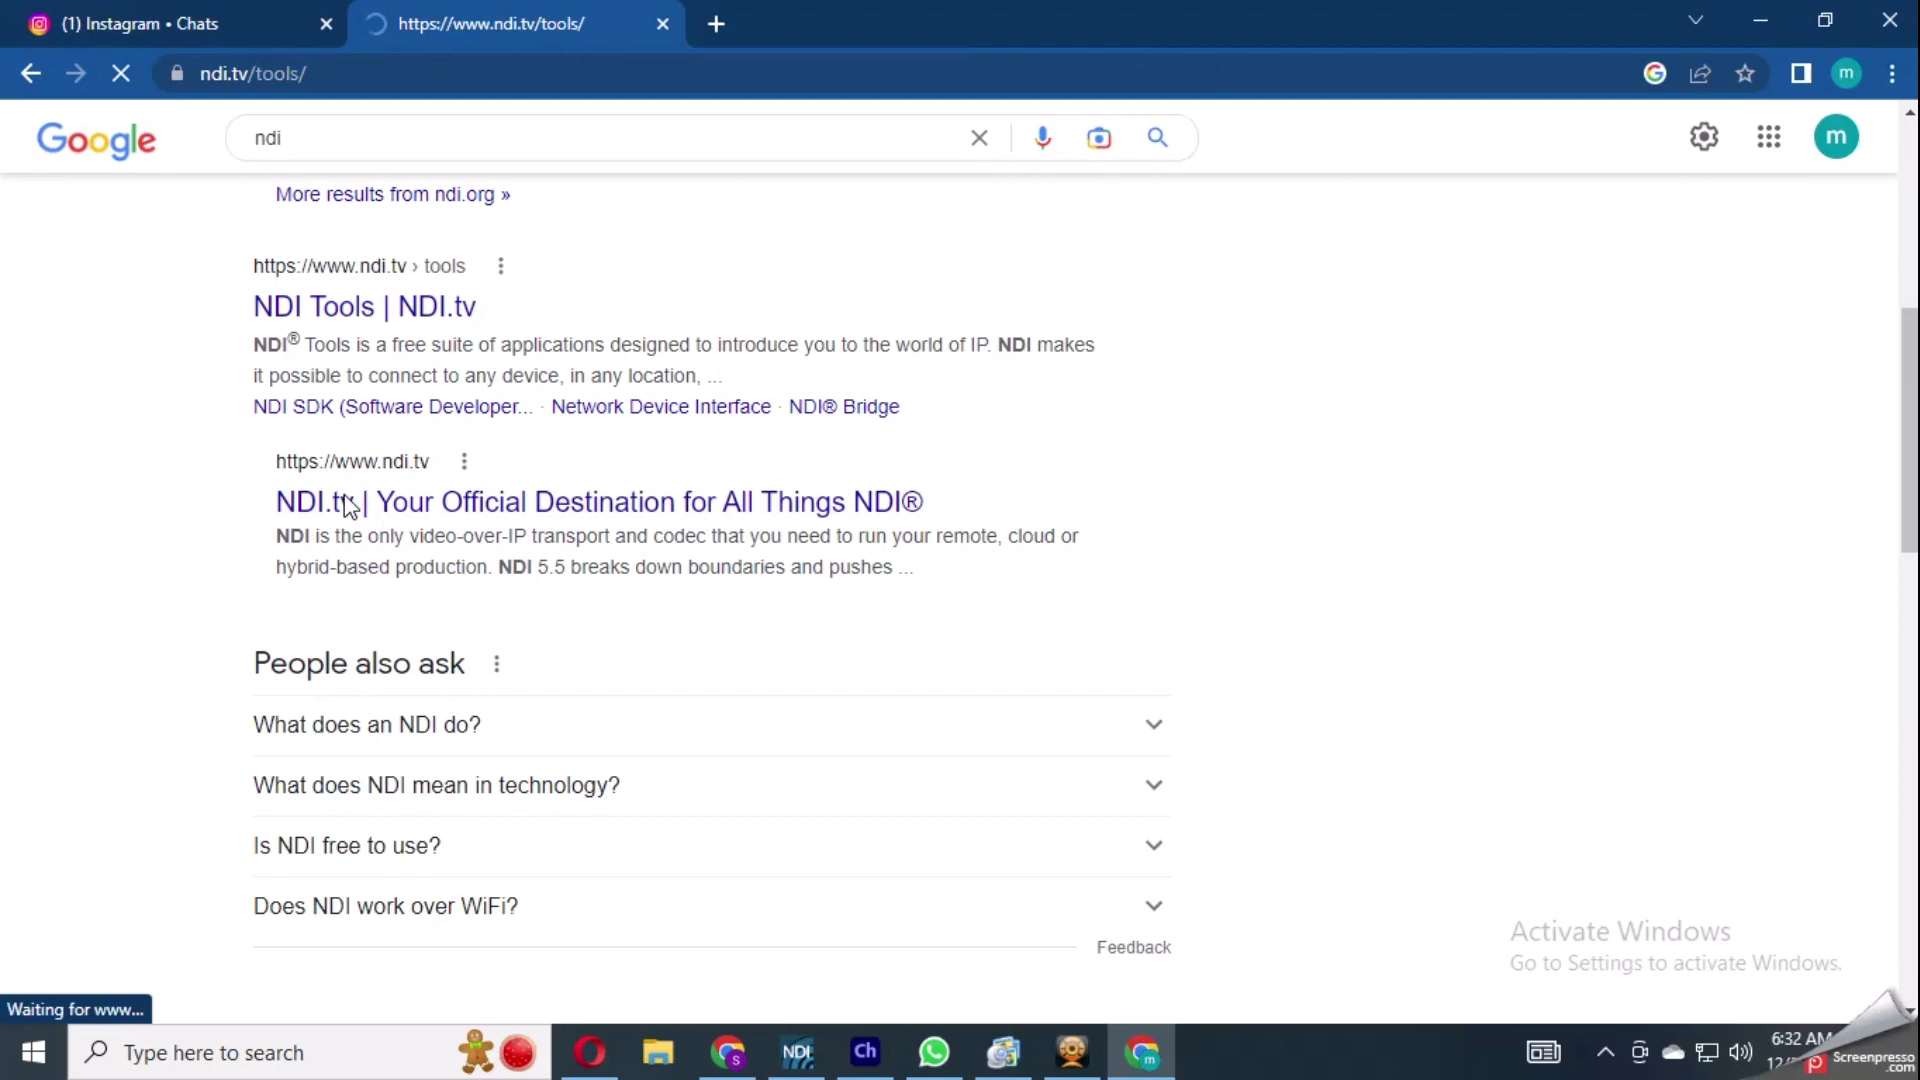 (1) Instagram • Chats
https://www.ndi.tv/tools/
ndi.tv/tools/
m
Google
ndi
m
More results from ndi.org »
https://www.ndi.tv › tools
NDI Tools | NDI.tv
NDI® Tools is a free suite of applications designed to introduce you to the world of IP. NDI makes
it possible to connect to any device, in any location, ...
NDI SDK (Software Developer... · Network Device Interface · NDI® Bridge
https://www.ndi.tv
NDI.tv | Your Official Destination for All Things NDI®
NDI is the only video-over-IP transport and codec that you need to run your remote, cloud or
hybrid-based production. NDI 5.5 breaks down boundaries and pushes ...
People also ask
What does an NDI do?
What does NDI mean in technology?
Is NDI free to use?
Does NDI work over WiFi?
Feedback
Activate Windows
Go to Settings to activate Windows.
Waiting for www...
Type here to search
S
NDI
Ch
m
6:32 AM
12/
Screenpresso
.com